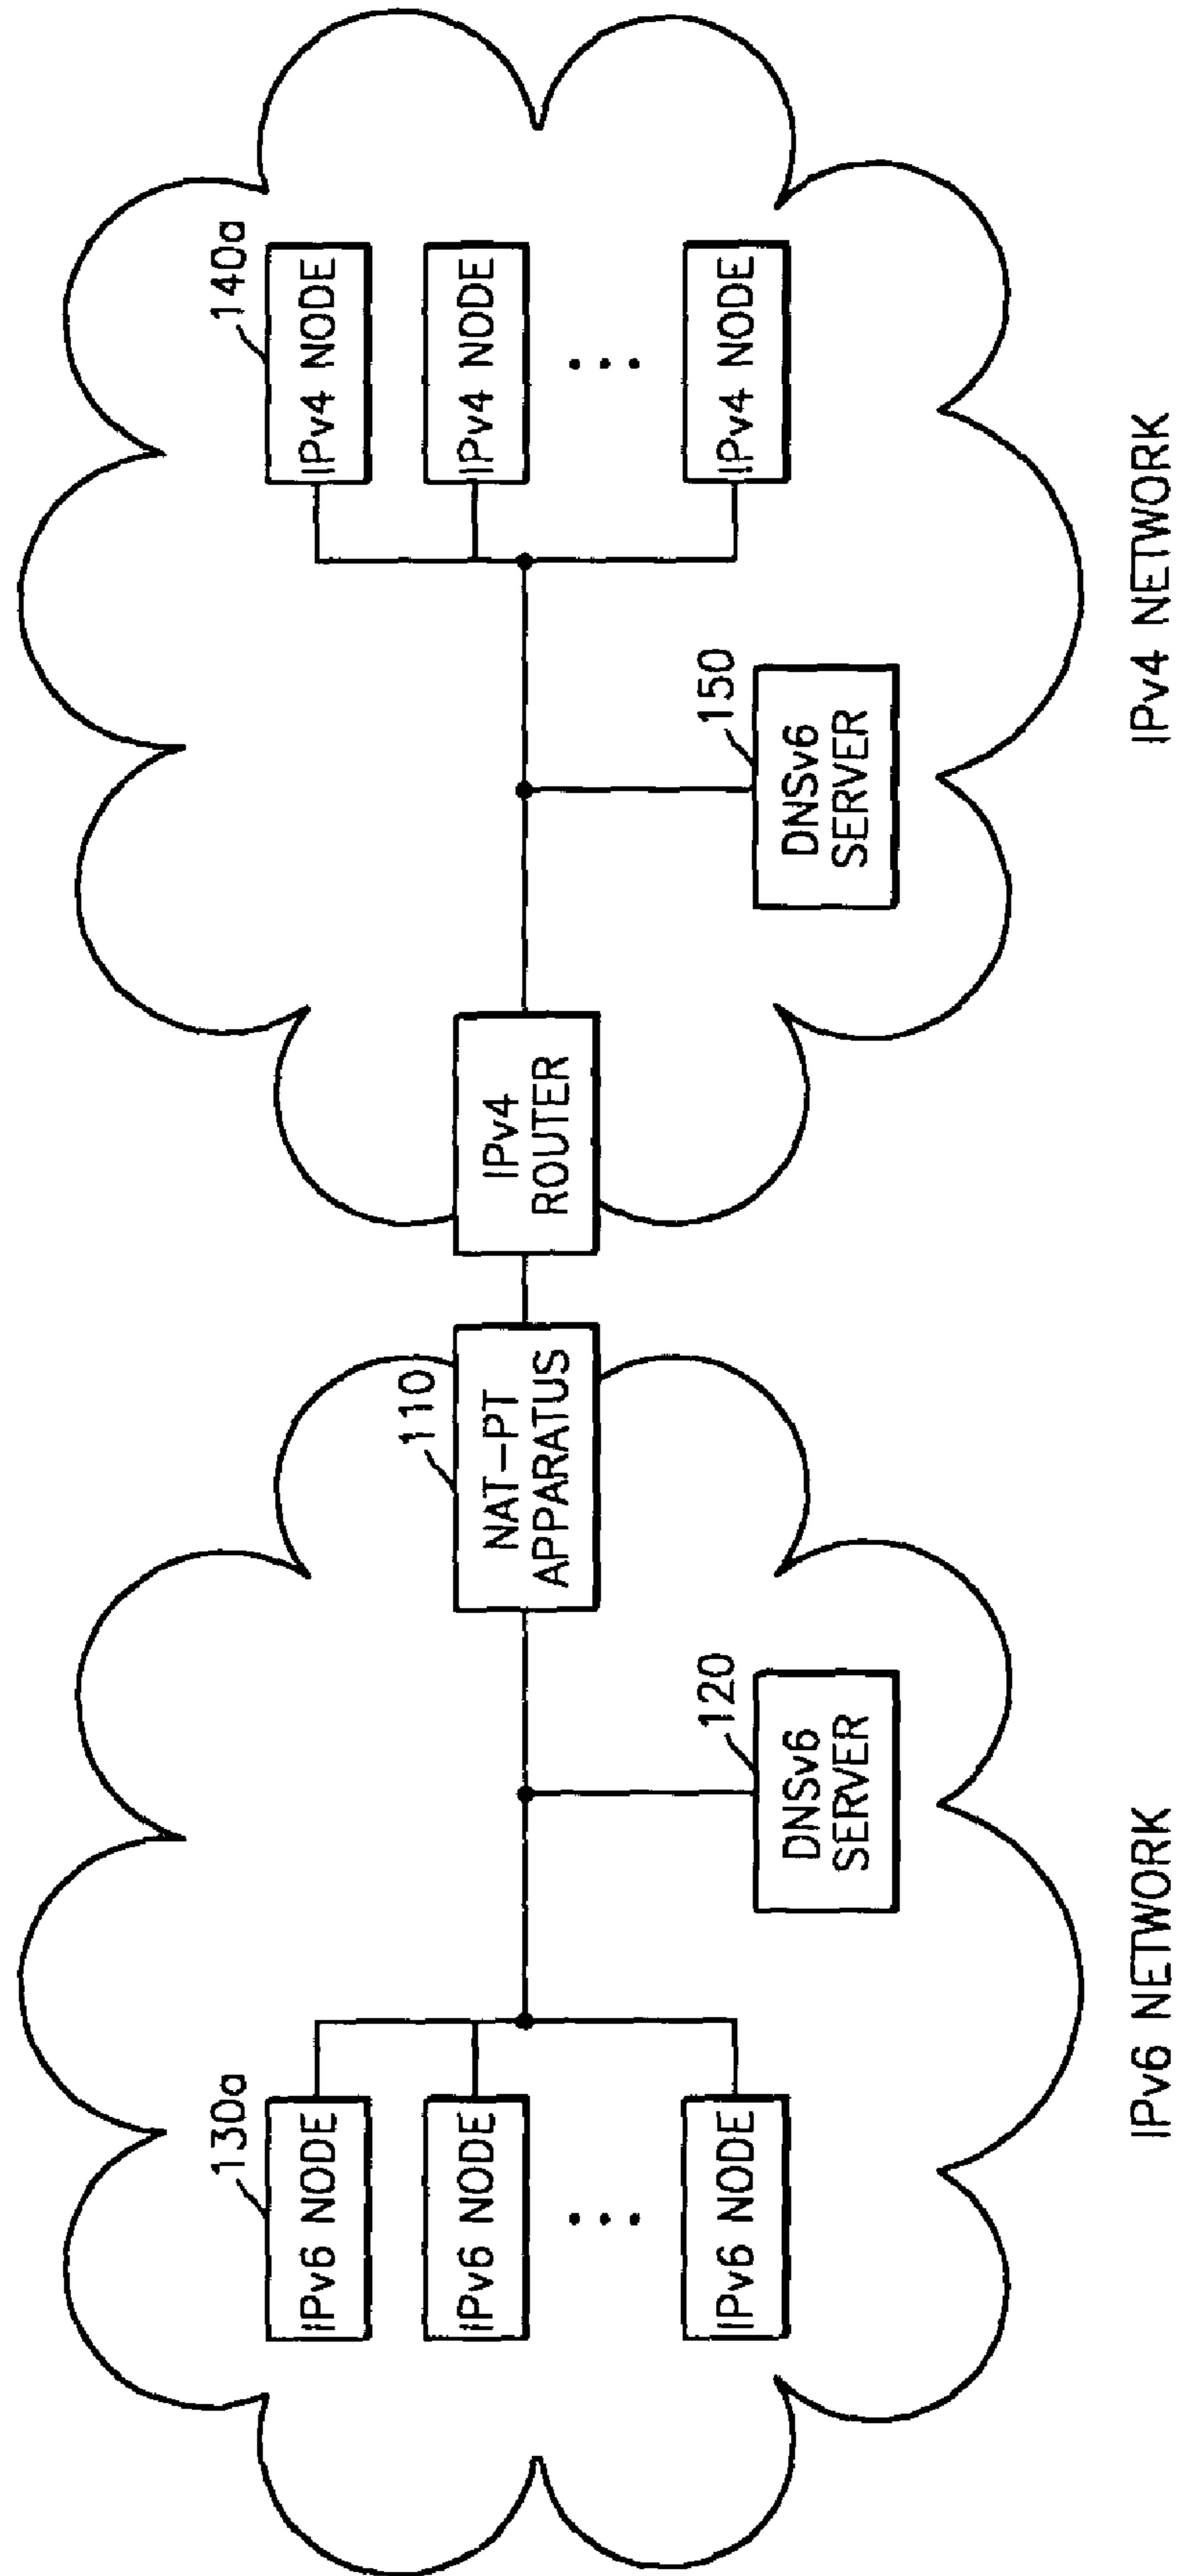 130a
IPv6 NODE
IPv6 NODE
IPv6 NODE
DNSv6
SERVER
120
110
NAT-PT
APPARATUS
IPv4
ROUTER
DNSv6
SERVER
150
140a
IPv4 NODE
IPv4 NODE
IPv4 NODE
IPv6 NETWORK
IPv4 NETWORK